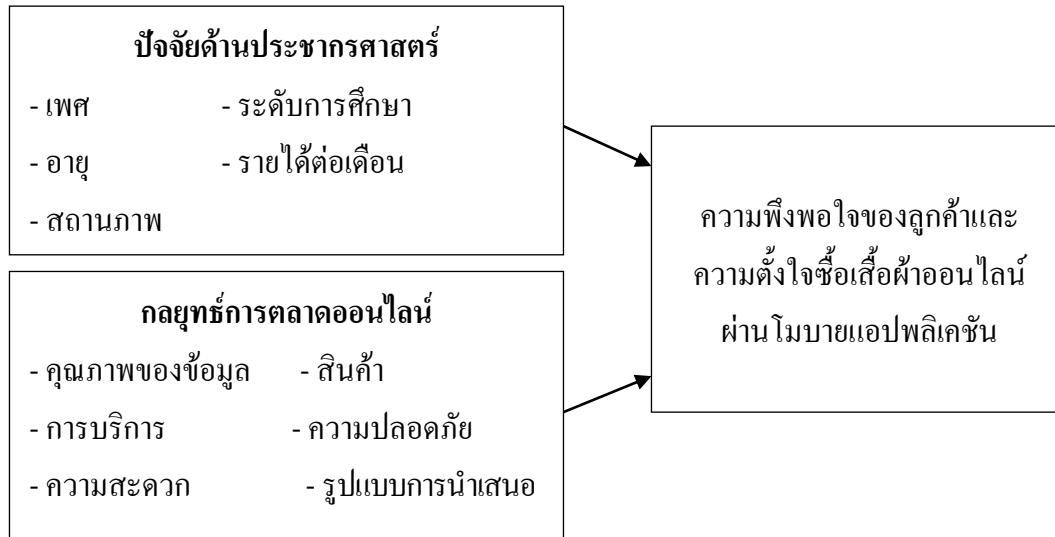 ปัจจัยด้านประชากรศาสตร์
- เพศ - ระดับการศึกษา
- อายุ - รายได้ต่อเดือน
- สถานภาพ
กลยุทธ์การตลาดออนไลน์
- คุณภาพของข้อมูล - สินค้า
- การบริการ - ความปลอดภัย
- ความสะดวก - รูปแบบการนำเสนอ
ความพึงพอใจของลูกค้าและ
ความตั้งใจซื้อเสื้อผ้าออนไลน์
ผ่านโมบายแอปพลิเคชัน